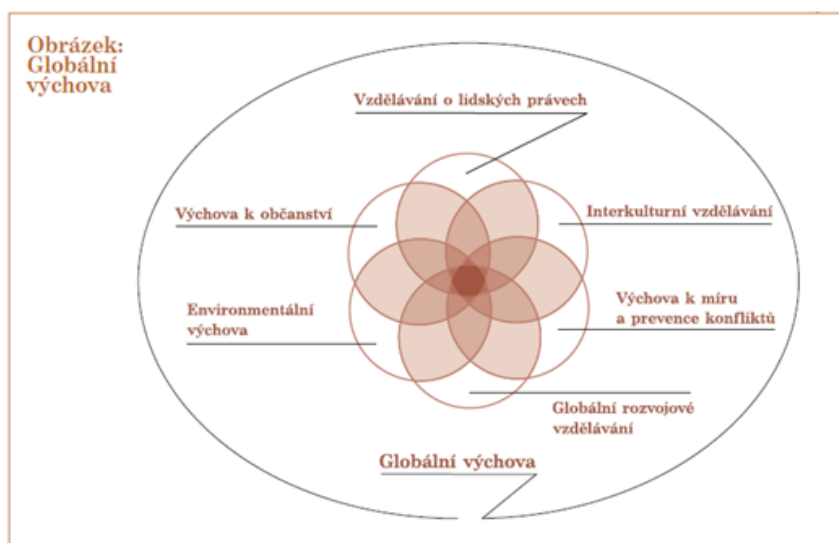 Obrázek:
Globální
výchova
Vzdělávání o lidských právech
Výchova k občanství
Interkulturní vzdělávání
Environmentální
výchova
Výchova k míru
a prevence konfliktů
Globální rozvojové
vzdělávání
Globální výchova